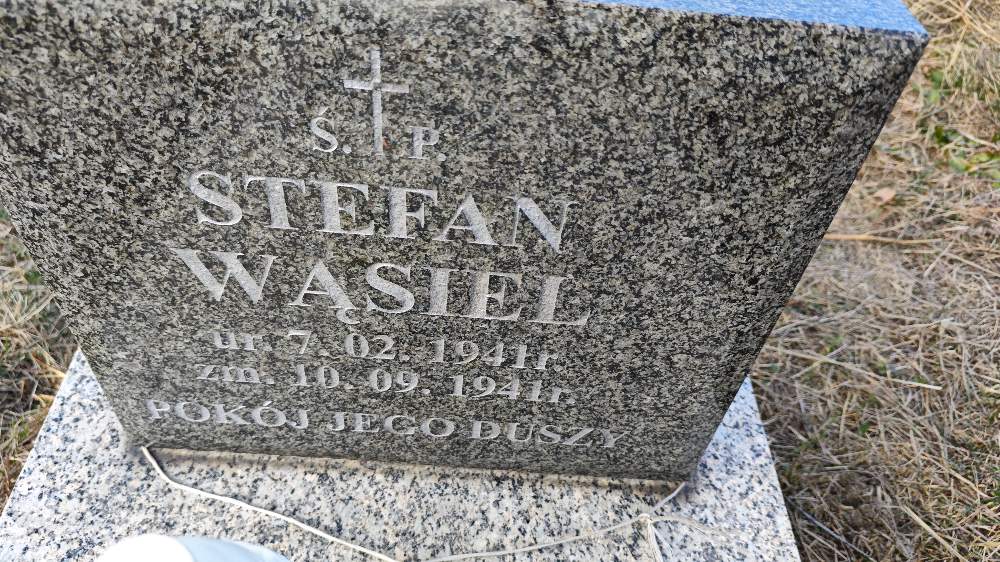 Ś. P.
STEFAN
WĄSIEL
ur. 7. 02. 1941r.
zm. 10. 09. 1941r.
POKÓJ JEGO DUSZY